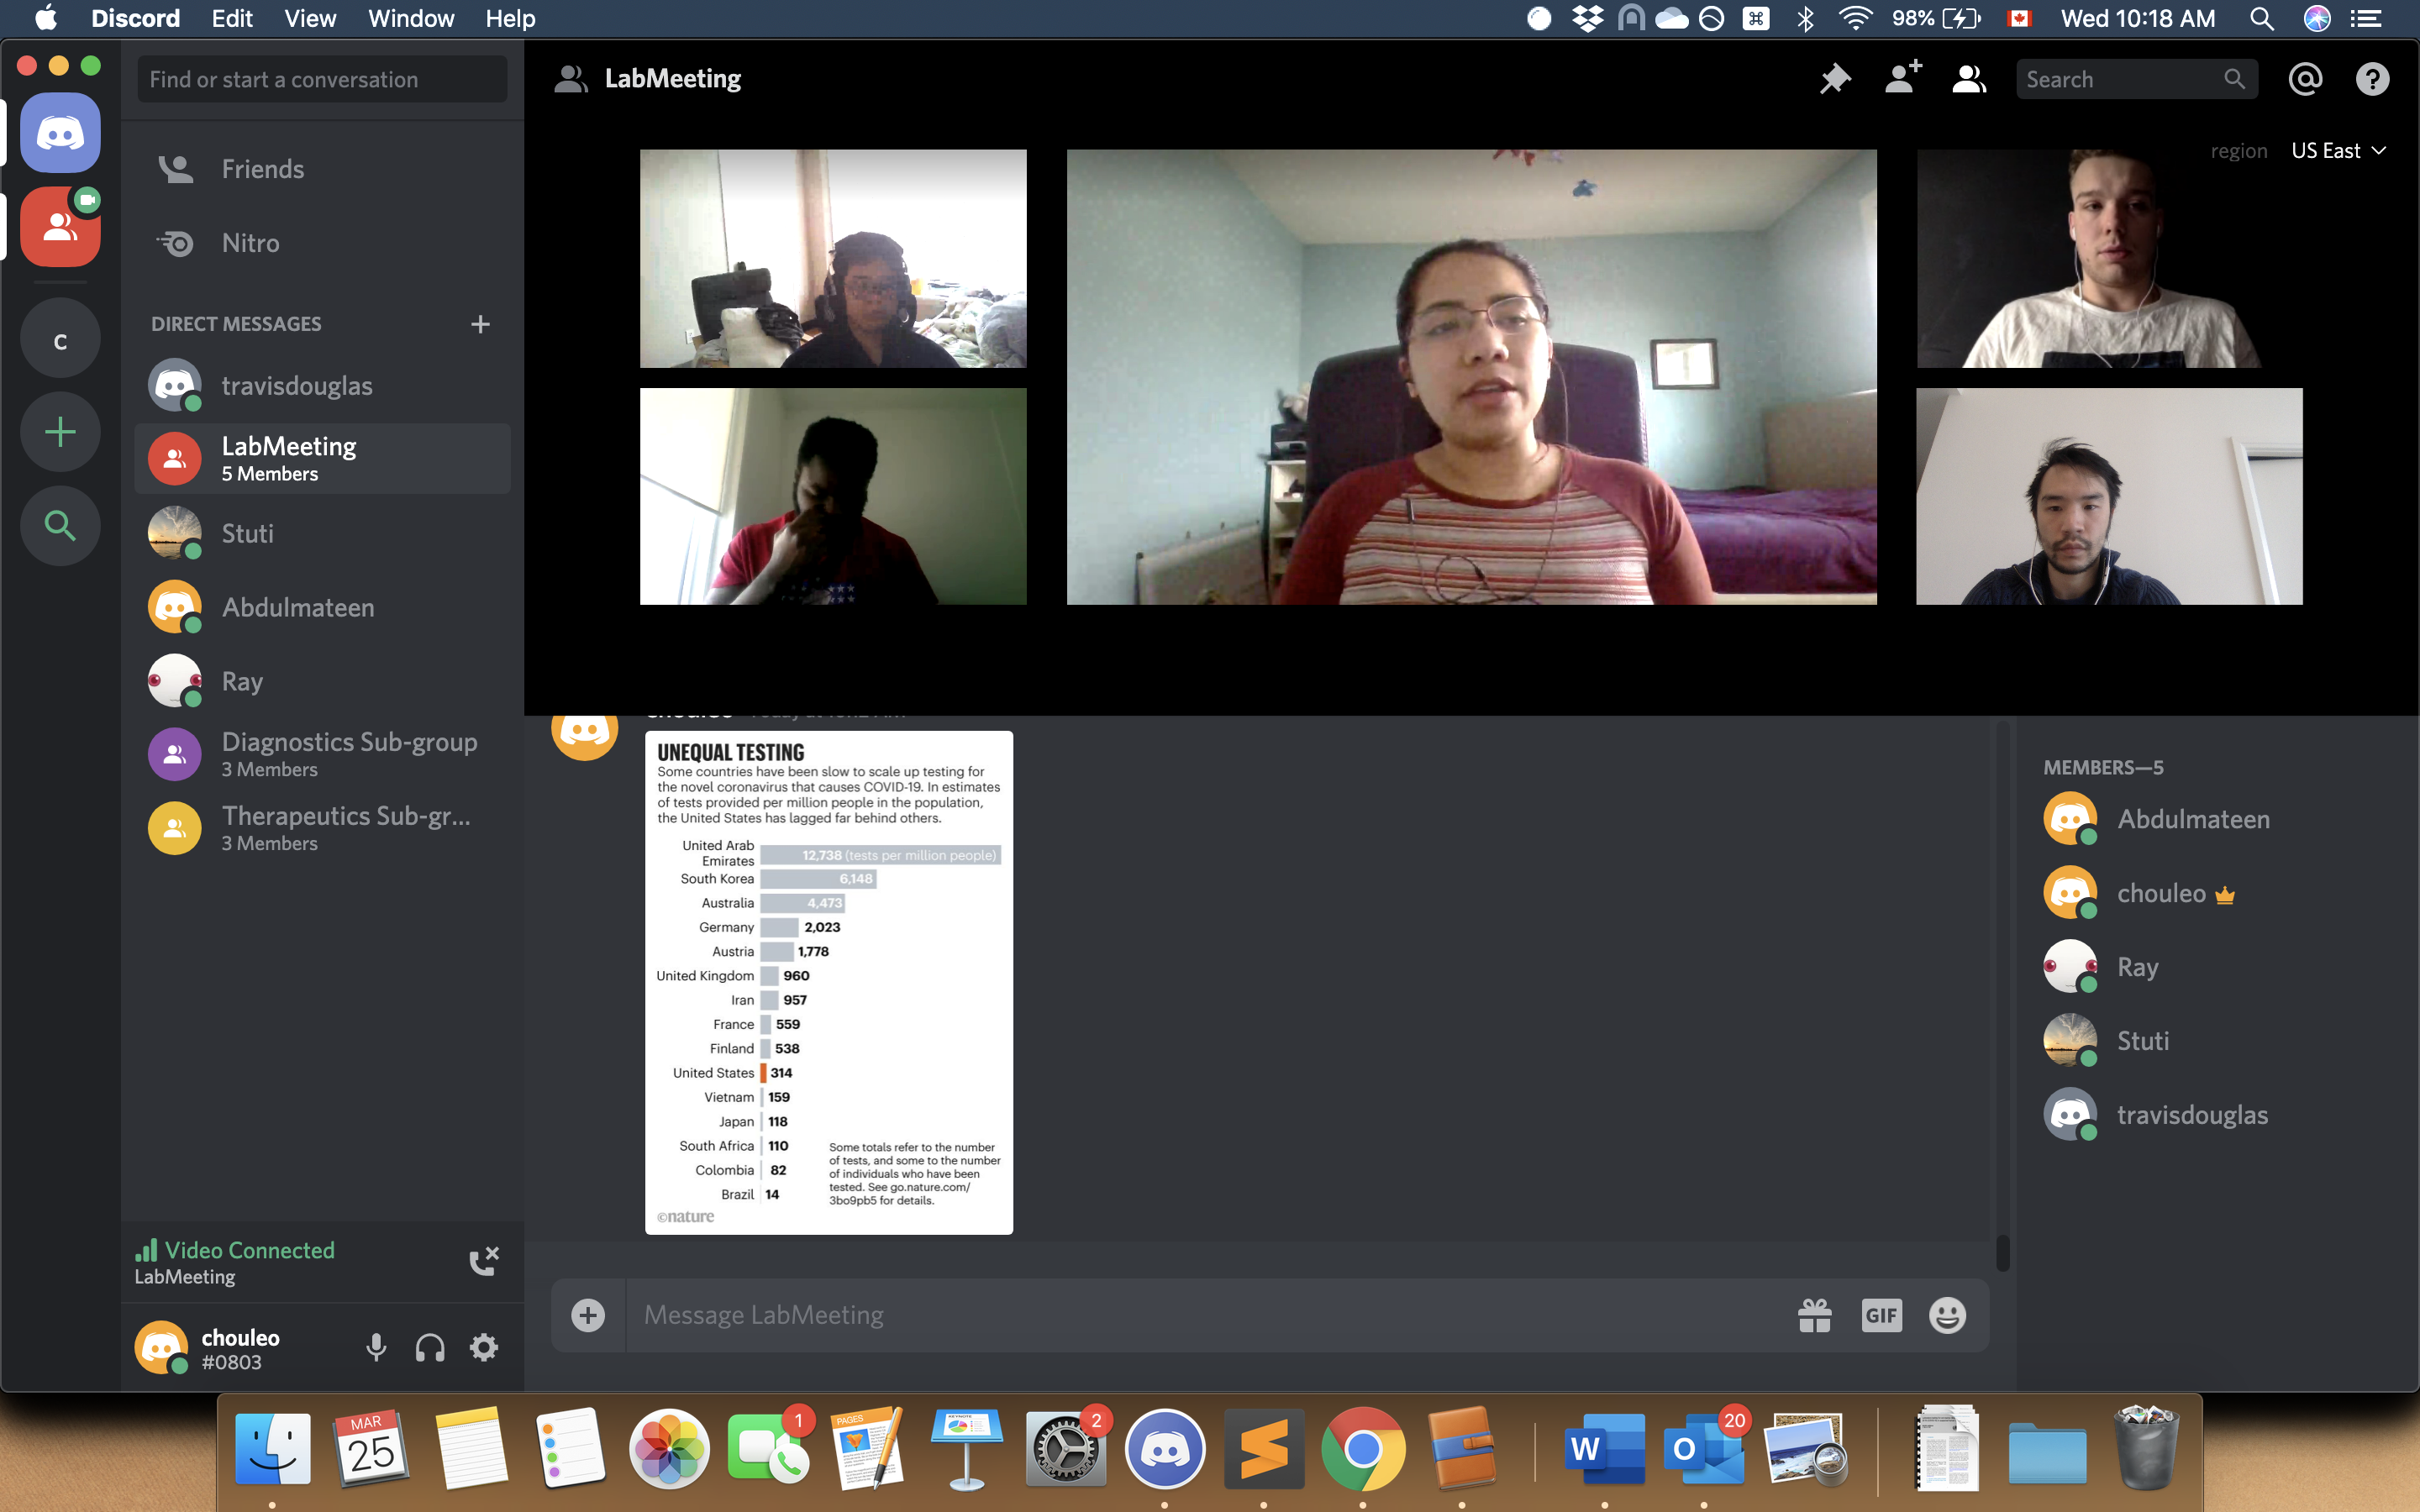 Discord Edit View Window Help
98% Wed 10:18 AM
Find or start a conversation
Friends
Nitro
DIRECT MESSAGES
c
travisdouglas
LabMeeting
5 Members
Stuti
Abdulmateen
Ray
Diagnostics Sub-group
3 Members
Therapeutics Sub-gr...
3 Members
Video Connected
LabMeeting
chouleo
#0803
LabMeeting
Search
region US East
UNEQUAL TESTING
Some countries have been slow to scale up testing for
the novel coronavirus that causes COVID-19. In estimates
of tests provided per million people in the population,
the United States has lagged far behind others.
United Arab
Emirates
12,738 (tests per million people)
South Korea 6,148
Australia 4,473
Germany 2,023
Austria 1,778
United Kingdom 960
Iran 957
France 559
Finland 538
United States 314
Vietnam 159
Japan 118
South Africa 110
Colombia 82
Brazil 14
Some totals refer to the number
of tests, and some to the number
of individuals who have been
tested. See go.nature.com/
3bo9pb5 for details.
©nature
Message LabMeeting
GIF
MEMBERS—5
Abdulmateen
chouleo
Ray
Stuti
travisdouglas
MAR
25
1
PAGES
KEYNOTE
2
W
O
20